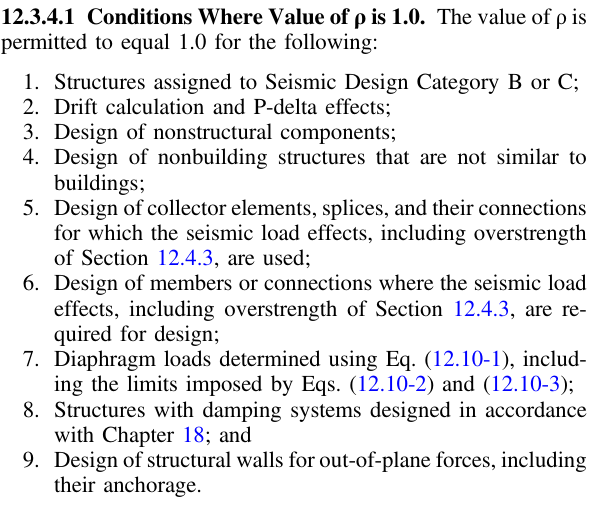 12.3.4.1 Conditions Where Value of ρ is 1.0. The value of ρ is
permitted to equal 1.0 for the following:
1. Structures assigned to Seismic Design Category B or C;
2. Drift calculation and P-delta effects;
3. Design of nonstructural components;
4. Design of nonbuilding structures that are not similar to
buildings;
5. Design of collector elements, splices, and their connections
for which the seismic load effects, including overstrength
of Section 12.4.3, are used;
6. Design of members or connections where the seismic load
effects, including overstrength of Section 12.4.3, are re-
quired for design;
7. Diaphragm loads determined using Eq. (12.10-1), includ-
ing the limits imposed by Eqs. (12.10-2) and (12.10-3);
8. Structures with damping systems designed in accordance
with Chapter 18; and
9. Design of structural walls for out-of-plane forces, including
their anchorage.